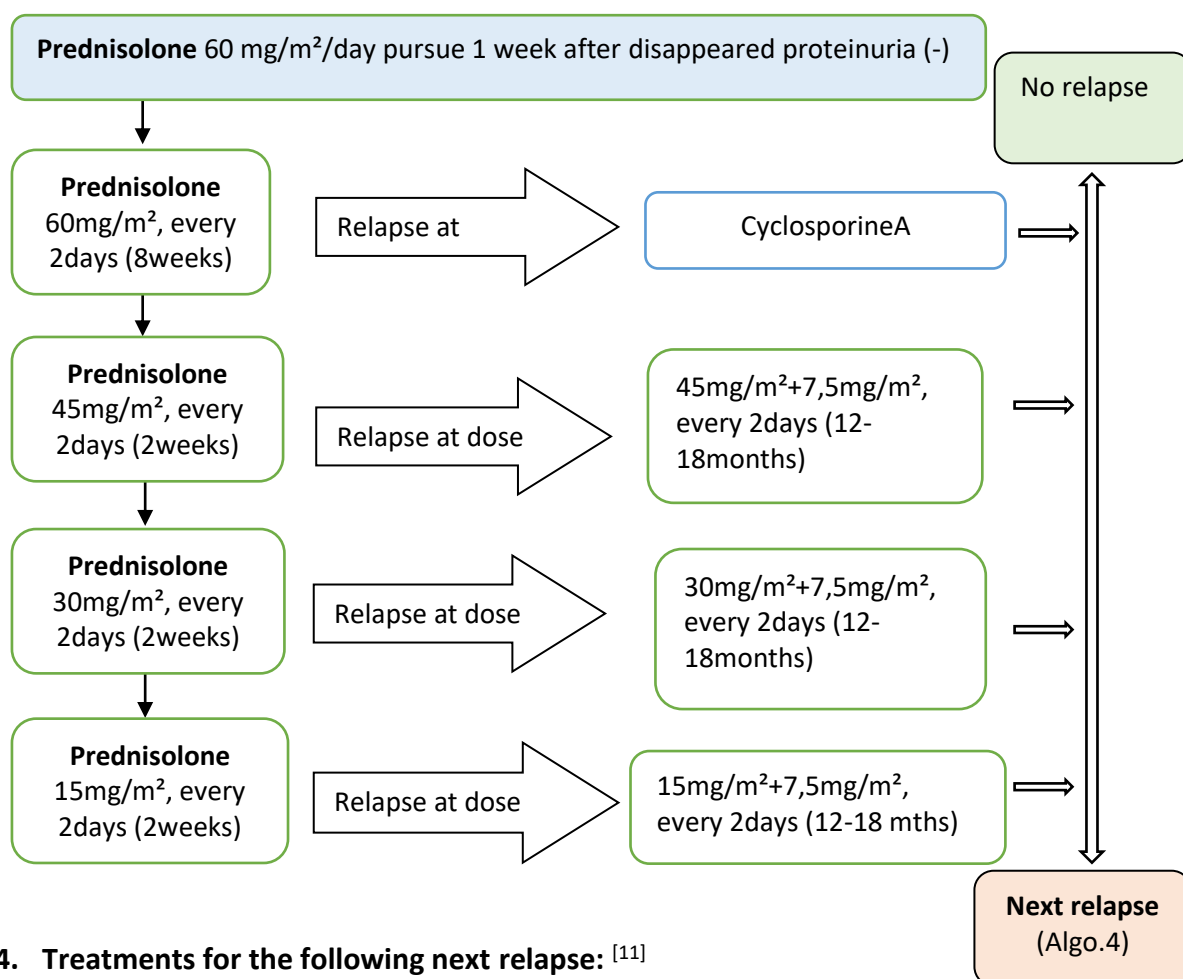 Prednisolone 60 mg/m²/day pursue 1 week after disappeared proteinuria (-)
No relapse
Prednisolone
60mg/m², every
2days (8weeks)
Relapse at
CyclosporineA
Prednisolone
45mg/m², every
2days (2weeks)
Relapse at dose
45mg/m²+7,5mg/m²,
every 2days (12-
18months)
Prednisolone
30mg/m², every
2days (2weeks)
Relapse at dose
30mg/m²+7,5mg/m²,
every 2days (12-
18months)
Prednisolone
15mg/m², every
2days (2weeks)
Relapse at dose
15mg/m²+7,5mg/m²,
every 2days (12-18 mths)
Next relapse
(Algo.4)
4. Treatments for the following next relapse: [11]